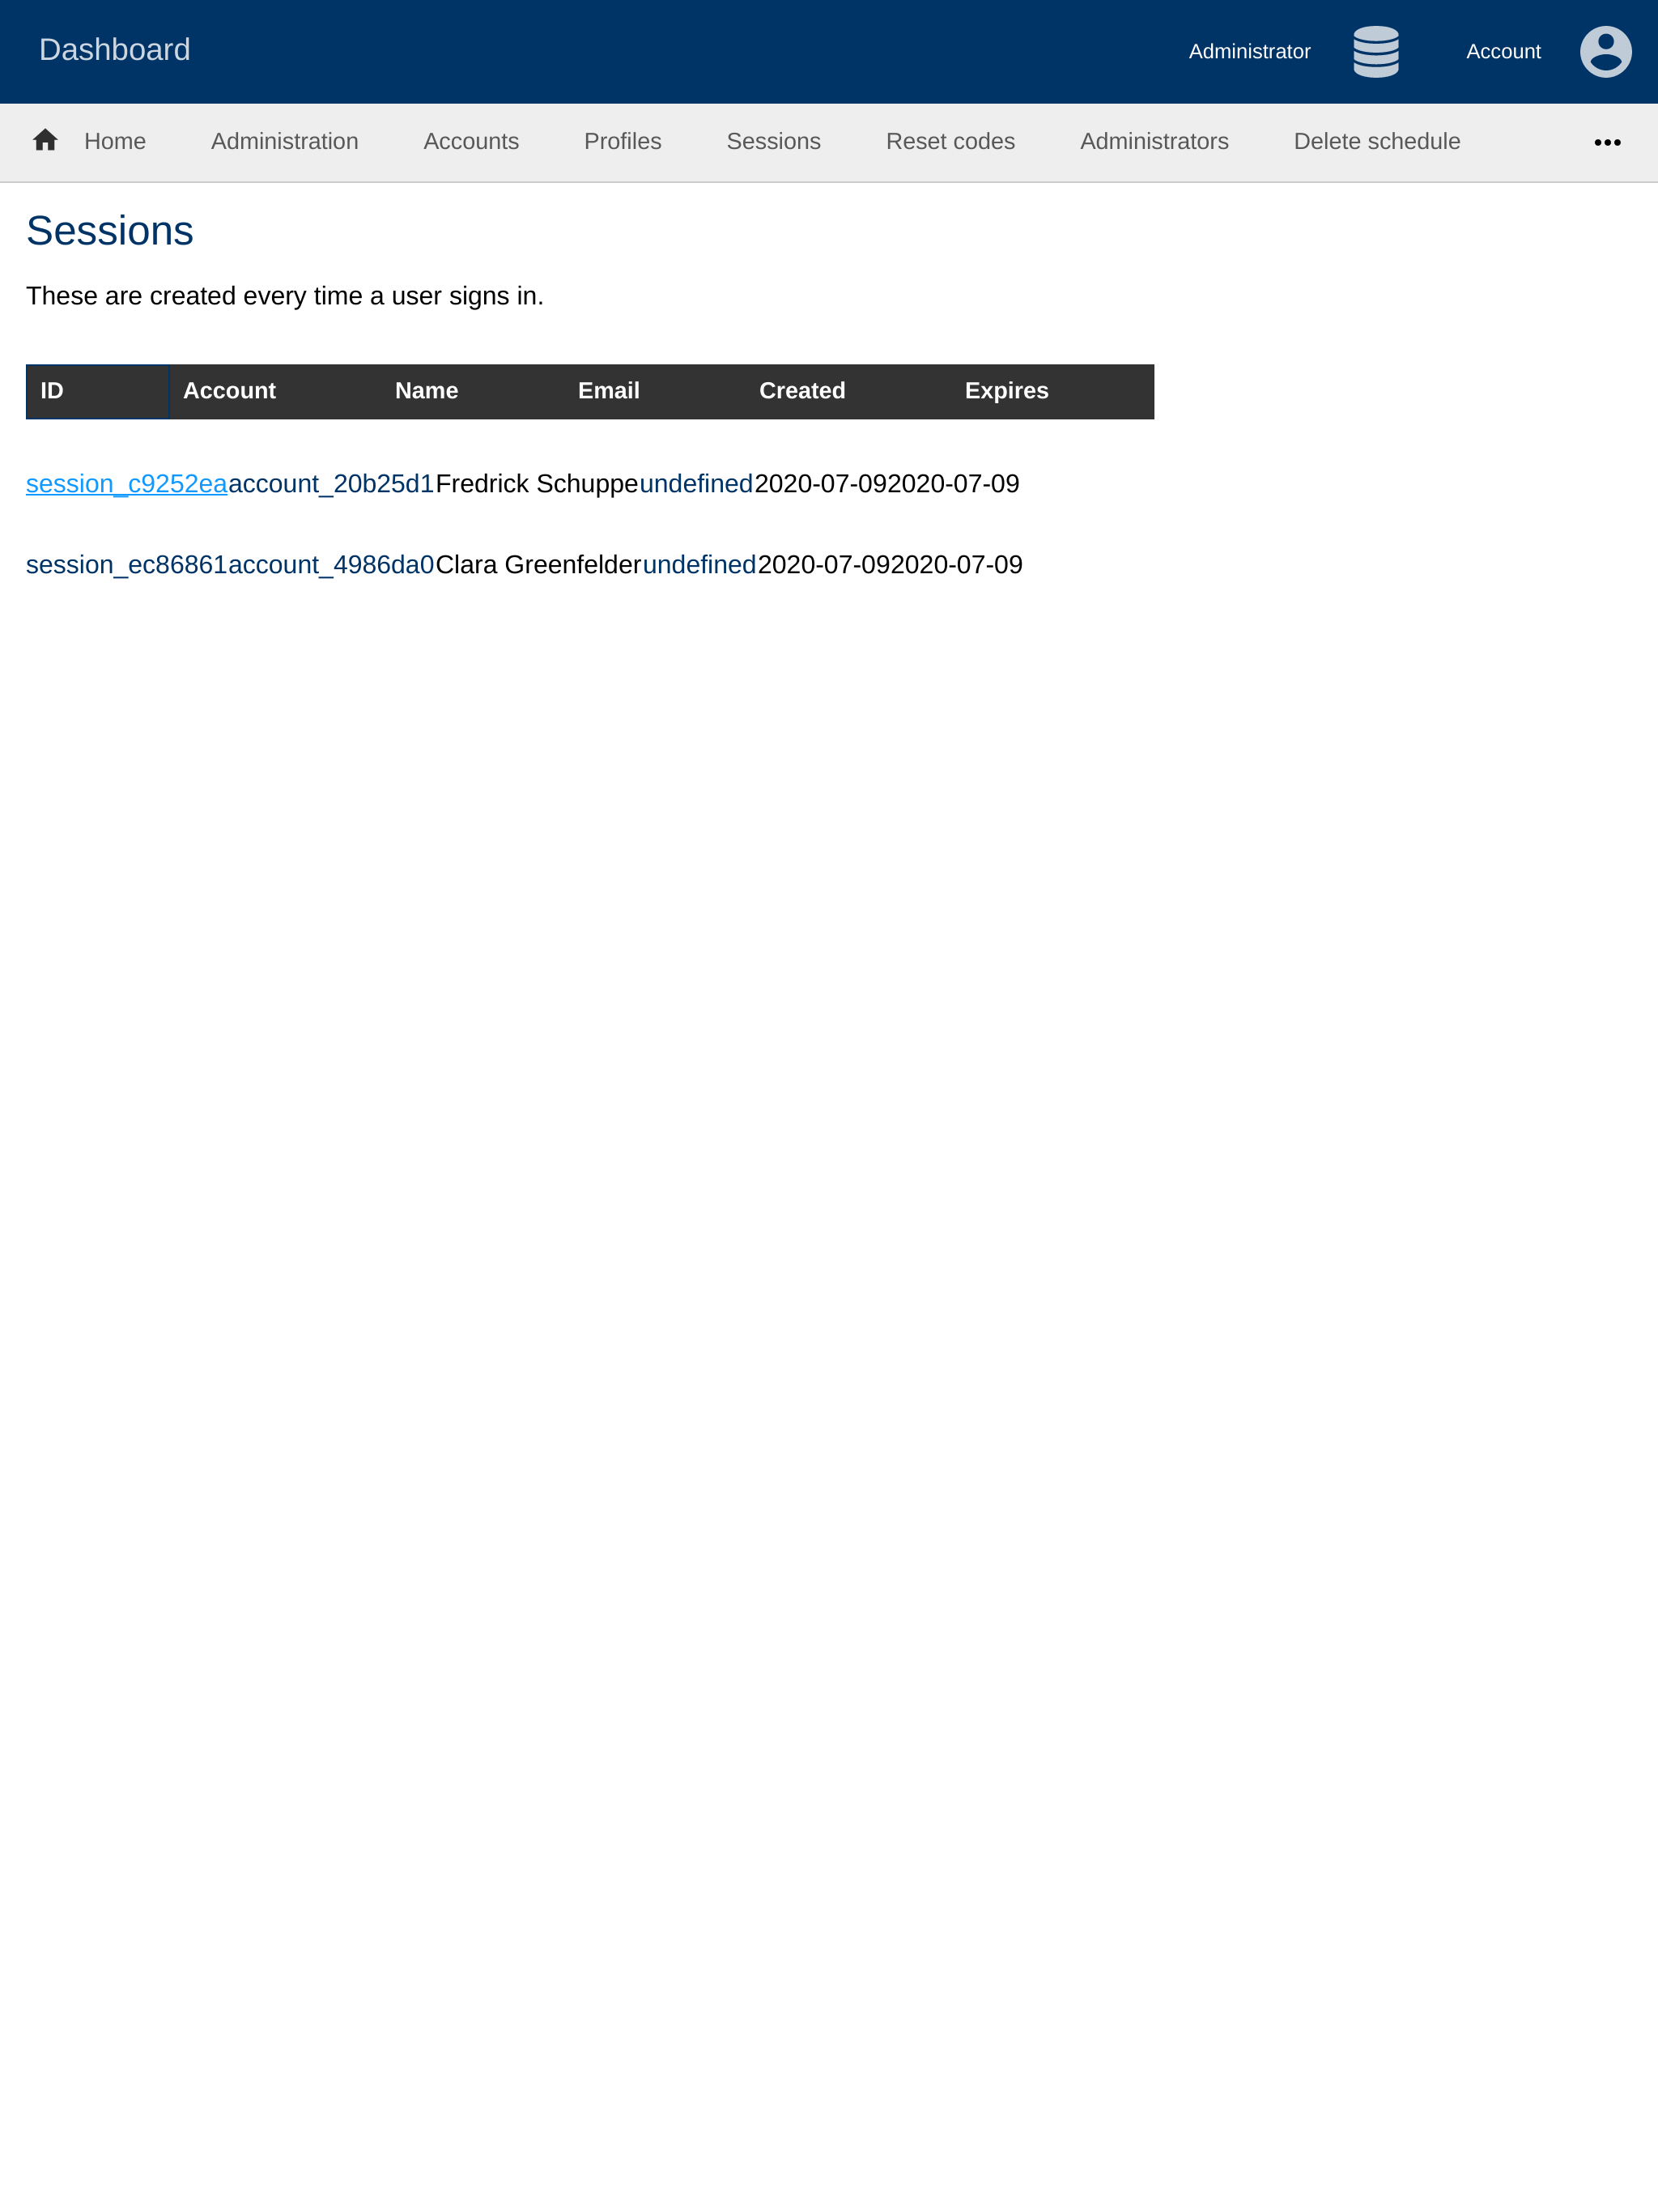 Dashboard Administrator Account
Home Administration Accounts Profiles Sessions Reset codes Administrators Delete schedule
Sessions
These are created every time a user signs in.
ID Account Name Email Created Expires
session_c9252eaaccount_20b25d1Fredrick Schuppeundefined2020-07-092020-07-09
session_ec86861account_4986da0Clara Greenfelderundefined2020-07-092020-07-09